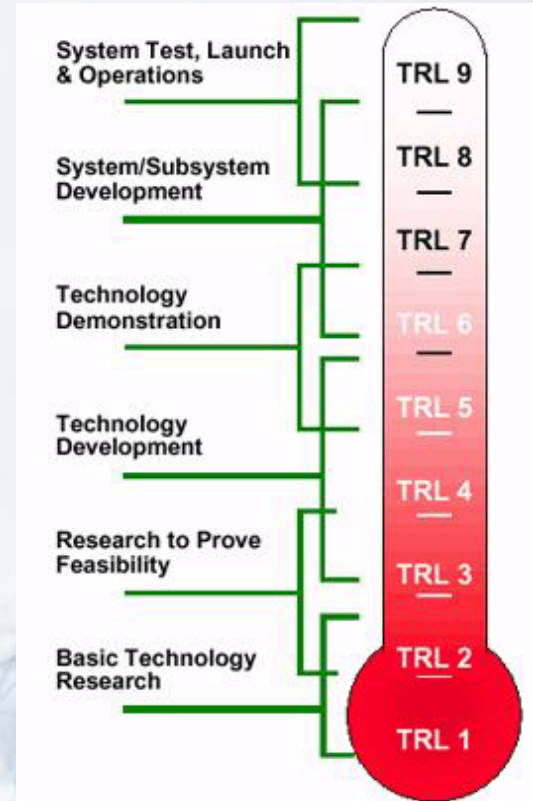 System Test, Launch
& Operations
System/Subsystem
Development
Technology
Demonstration
Technology
Development
Research to Prove
Feasibility
Basic Technology
Research
TRL 9
TRL 8
TRL 7
TRL 6
TRL 5
TRL 4
TRL 3
TRL 2
TRL 1